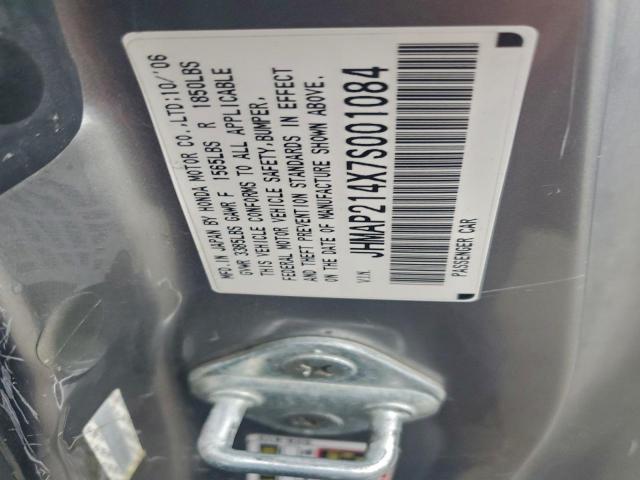 MFD.IN JAPAN BY HONDA MOTOR CO.,LTD:10/'06
GVWR 3385LBS GAWR F 1565LBS R 1850LBS
THIS VEHICLE CONFORMS TO ALL APPLICABLE
FEDERAL MOTOR VEHICLE SAFETY,BUMPER,
AND THEFT PREVENTION STANDARDS IN EFFECT
ON THE DATE OF MANUFACTURE SHOWN ABOVE.
V.I.N. JHMAP214X7S001084
PASSENGER CAR